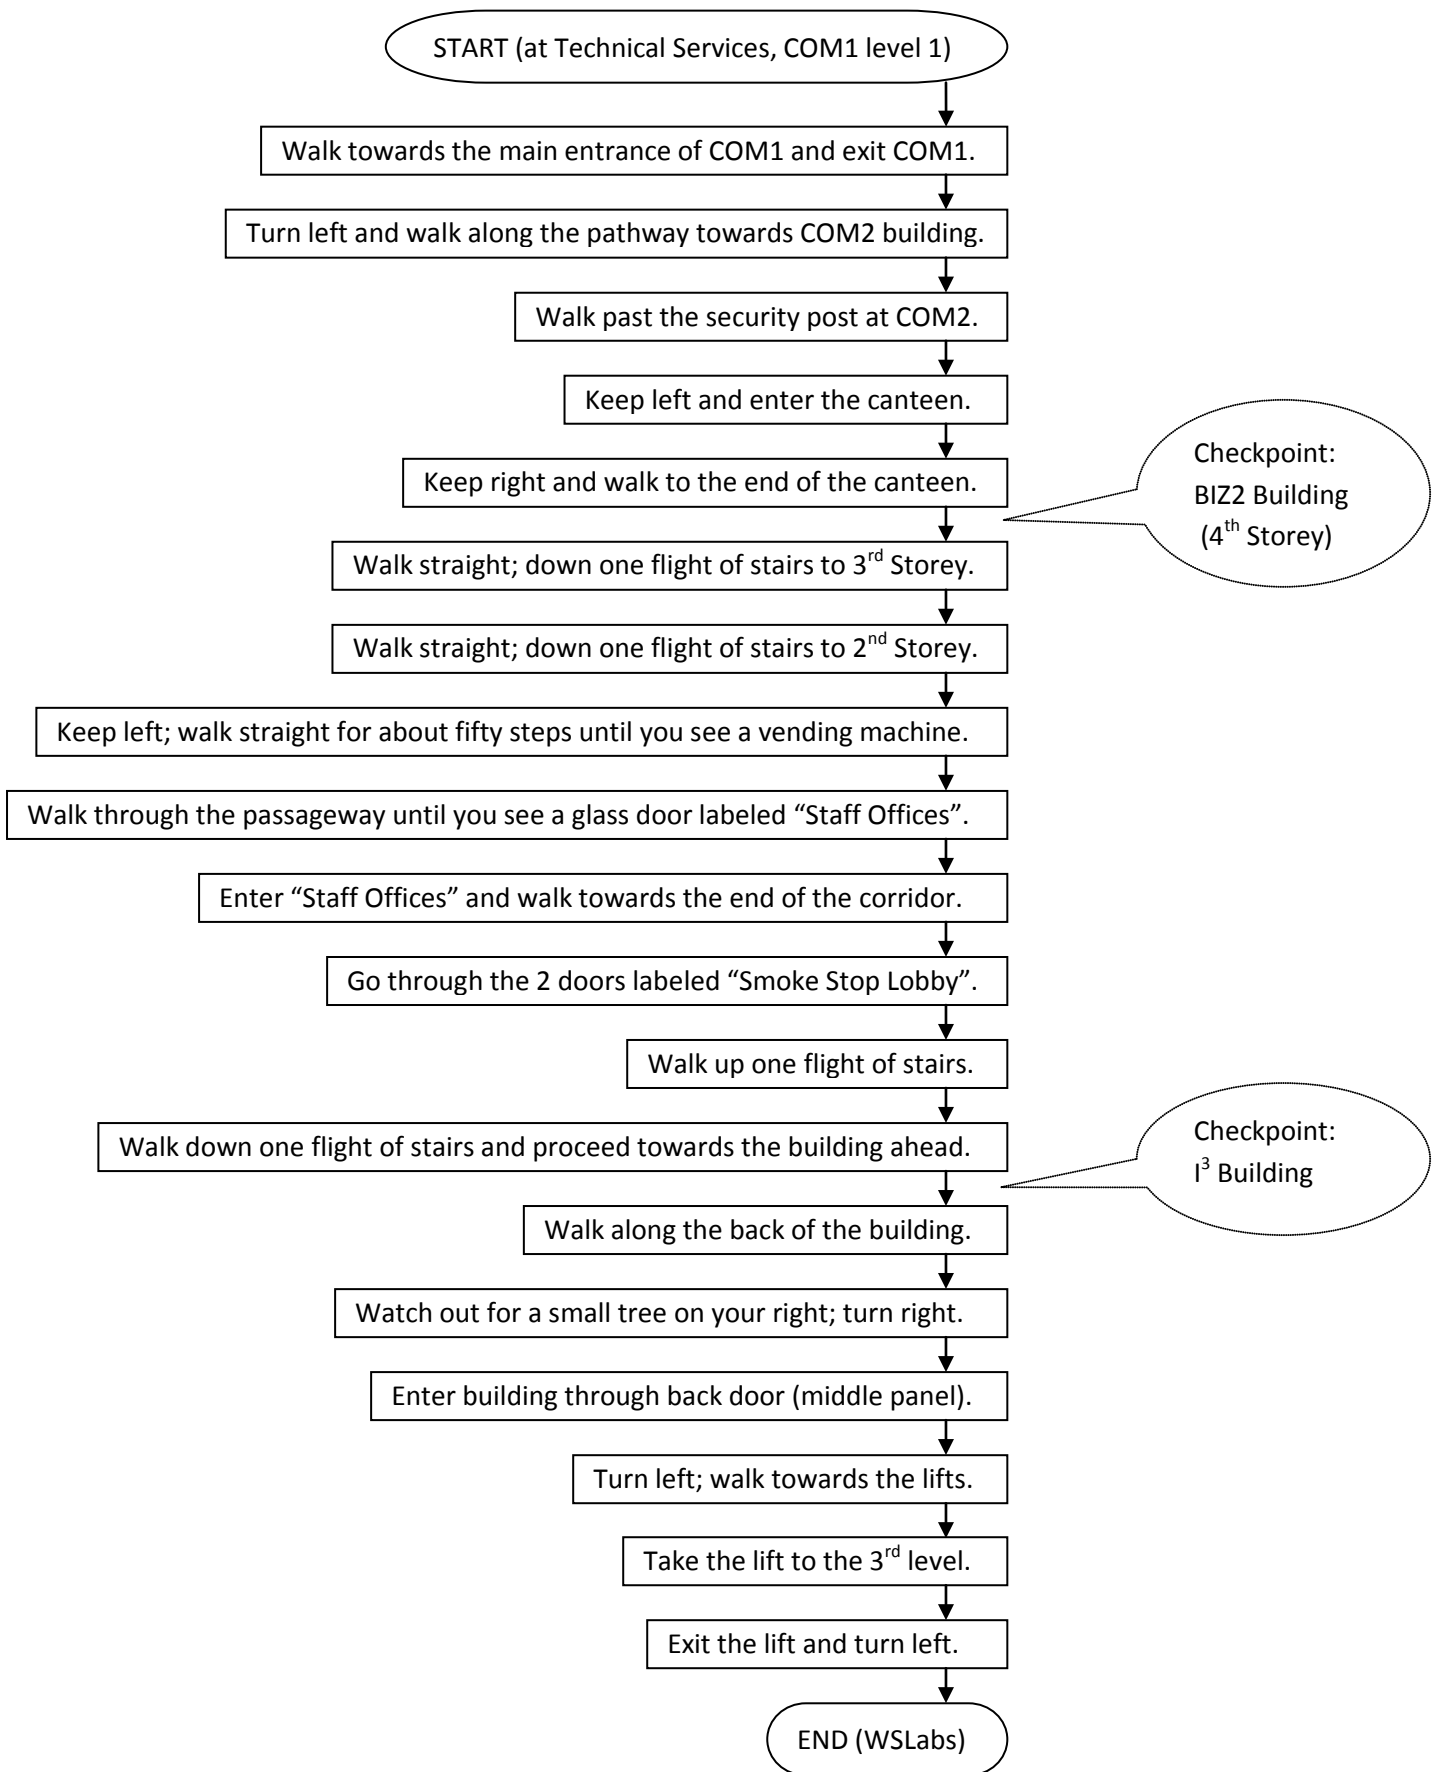 START (at Technical Services, COM1 level 1)
Walk towards the main entrance of COM1 and exit COM1.
Turn left and walk along the pathway towards COM2 building.
Walk past the security post at COM2.
Keep left and enter the canteen.
Keep right and walk to the end of the canteen.
Checkpoint:
BIZ2 Building
(4th Storey)
Walk straight; down one flight of stairs to 3rd Storey.
Walk straight; down one flight of stairs to 2nd Storey.
Keep left; walk straight for about fifty steps until you see a vending machine.
Walk through the passageway until you see a glass door labeled “Staff Offices”.
Enter “Staff Offices” and walk towards the end of the corridor.
Go through the 2 doors labeled “Smoke Stop Lobby”.
Walk up one flight of stairs.
Walk down one flight of stairs and proceed towards the building ahead.
Checkpoint:
I³ Building
Walk along the back of the building.
Watch out for a small tree on your right; turn right.
Enter building through back door (middle panel).
Turn left; walk towards the lifts.
Take the lift to the 3rd level.
Exit the lift and turn left.
END (WSLabs)